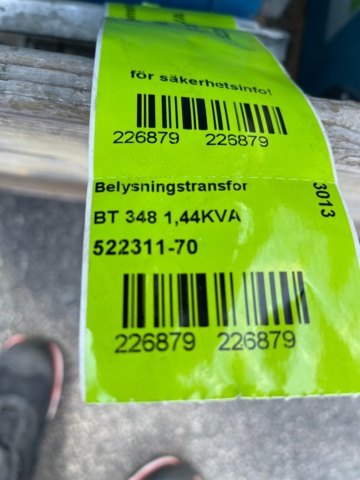 för säkerhetsinfo!
226879 226879
Belysningstransfor
BT 348 1,44KVA
522311-70
3013
226879 226879